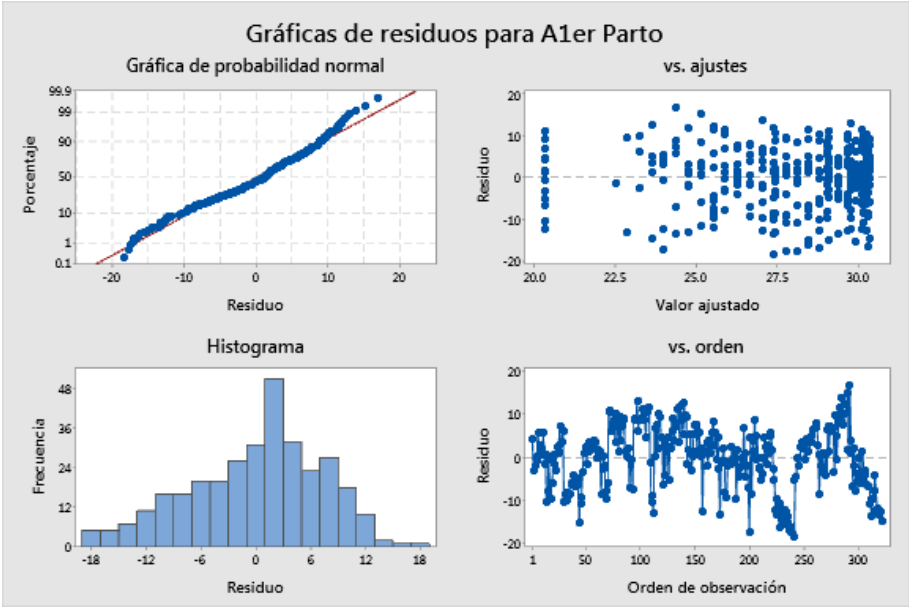 Gráficas de residuos para A1er Parto
Gráfica de probabilidad normal
99.9
99
90
50
10
1
0.1
Porcentaje
-20 -10 0 10 20
Residuo
vs. ajustes
20
10
0
-10
-20
Residuo
20.0 22.5 25.0 27.5 30.0
Valor ajustado
Histograma
48
36
24
12
0
Frecuencia
-18 -12 -6 0 6 12 18
Residuo
vs. orden
20
10
0
-10
-20
Residuo
1 50 100 150 200 250 300
Orden de observación